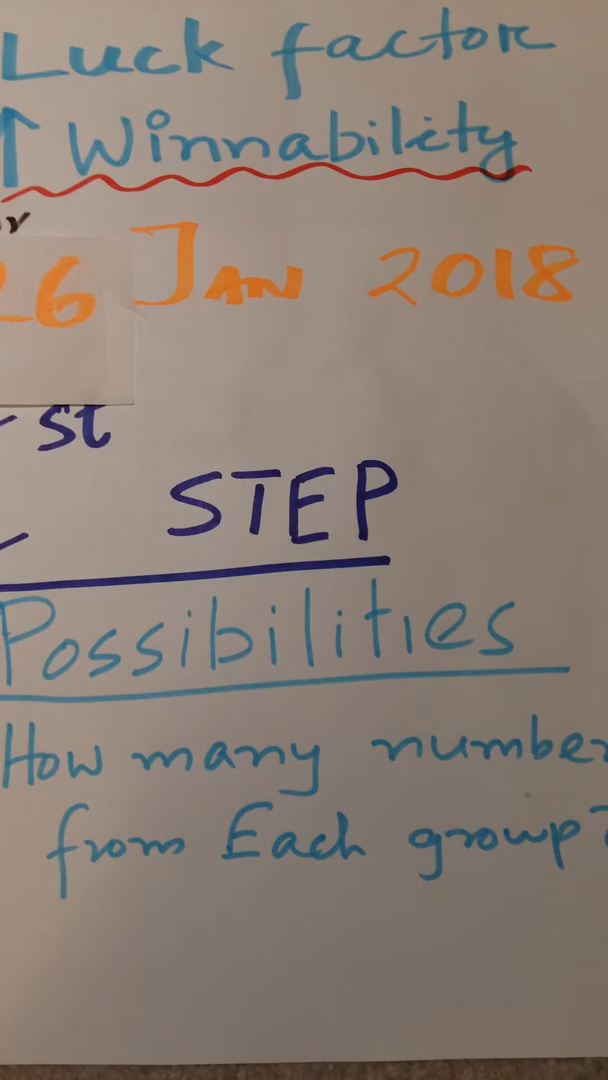 Luck factor
↑ Winnability
26 JAN 2018
st
STEP
Possibilities
How many number
from Each group?